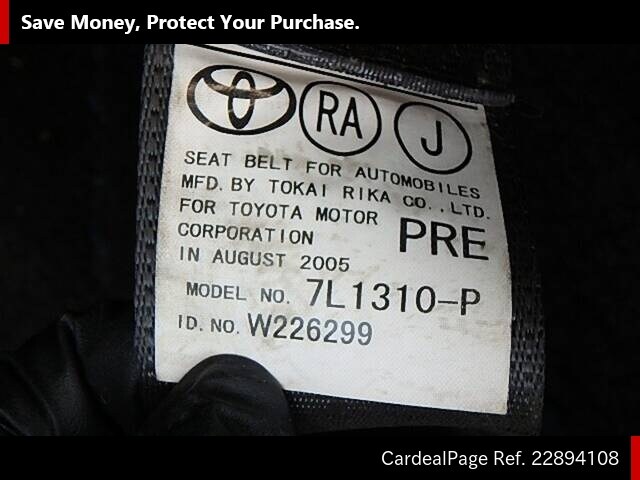 Save Money, Protect Your Purchase.
RA J
SEAT BELT FOR AUTOMOBILES
MFD. BY TOKAI RIKA CO.,LTD.
FOR TOYOTA MOTOR
CORPORATION PRE
IN AUGUST 2005
MODEL NO. 7L1310-P
ID. NO. W226299
CardealPage Ref. 22894108